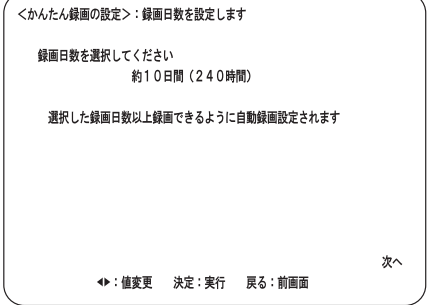 <かんたん録画の設定>：録画日数を設定します
録画日数を選択してください
約１０日間（２４０時間）
選択した録画日数以上録画できるように自動録画設定されます
次へ
◀▶：値変更　決定：実行　戻る：前画面